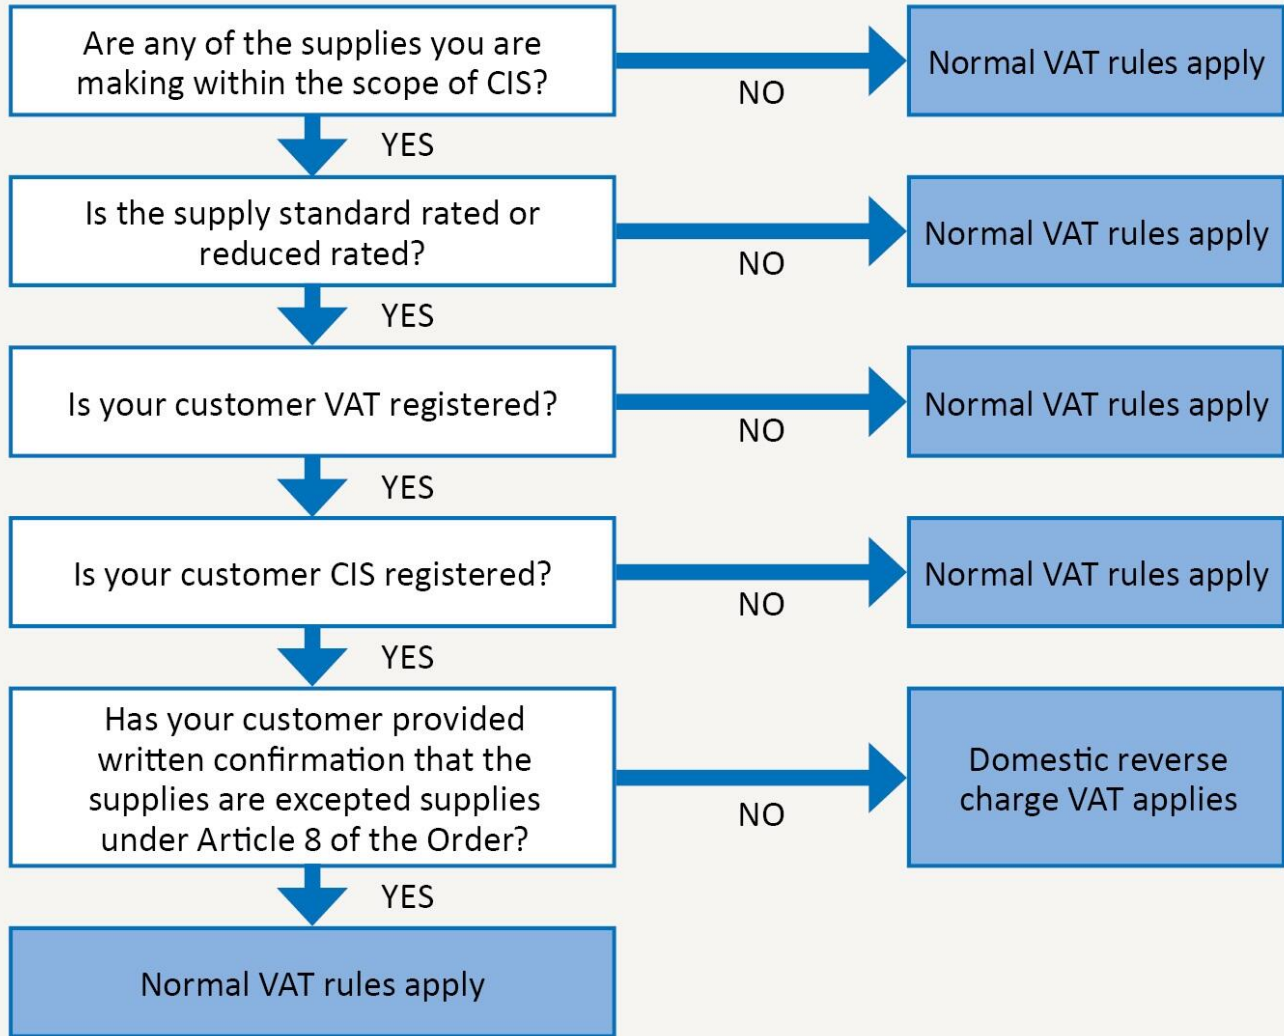 Are any of the supplies you are
making within the scope of CIS?
NO
Normal VAT rules apply
YES
Is the supply standard rated or
reduced rated?
NO
Normal VAT rules apply
YES
Is your customer VAT registered?
NO
Normal VAT rules apply
YES
Is your customer CIS registered?
NO
Normal VAT rules apply
YES
Has your customer provided
written confirmation that the
supplies are excepted supplies
under Article 8 of the Order?
NO
Domestic reverse
charge VAT applies
YES
Normal VAT rules apply